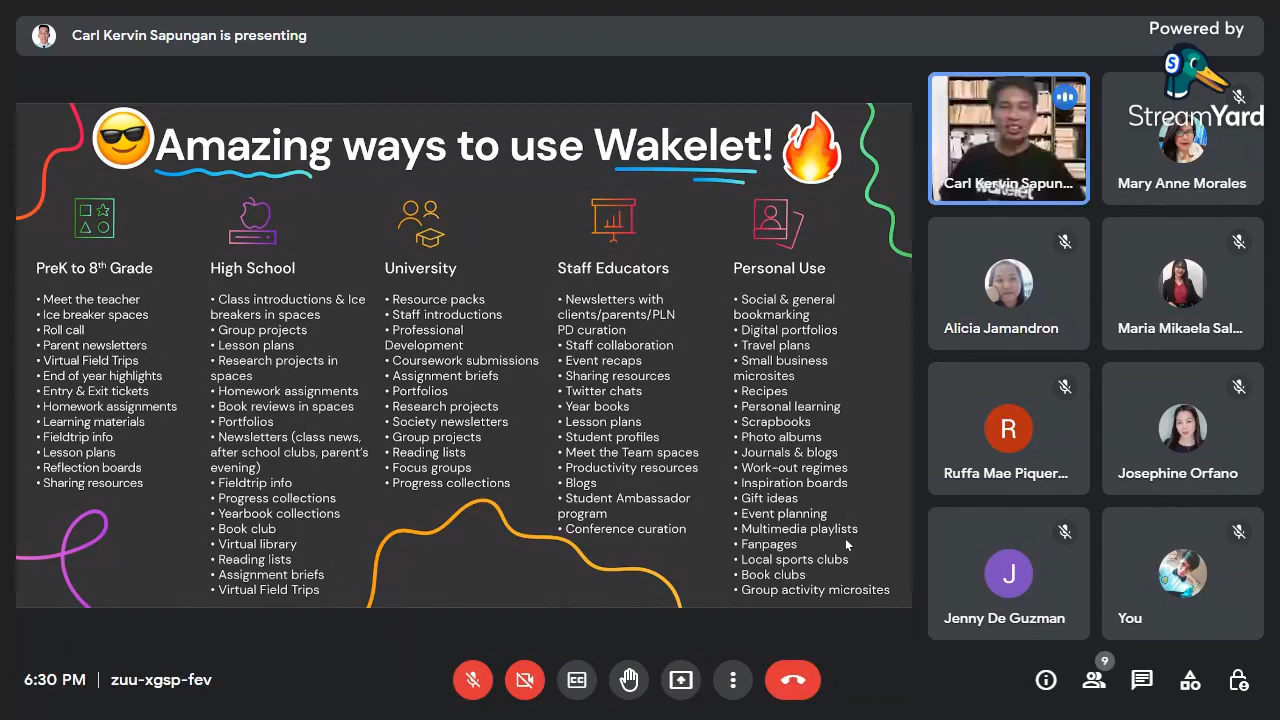 Carl Kervin Sapungan is presenting
Powered by
StreamYard
Amazing ways to use Wakelet!
PreK to 8th Grade
• Meet the teacher
• Ice breaker spaces
• Roll call
• Parent newsletters
• Virtual Field Trips
• End of year highlights
• Entry & Exit tickets
• Homework assignments
• Learning materials
• Fieldtrip info
• Lesson plans
• Reflection boards
• Sharing resources
High School
• Class introductions & Ice
breakers in spaces
• Group projects
• Lesson plans
• Research projects in
spaces
• Homework assignments
• Book reviews in spaces
• Portfolios
• Newsletters (class news,
after school clubs, parent's
evening)
• Fieldtrip info
• Progress collections
• Yearbook collections
• Book club
• Virtual library
• Reading lists
• Assignment briefs
• Virtual Field Trips
University
• Resource packs
• Staff introductions
• Professional
Development
• Coursework submissions
• Assignment briefs
• Portfolios
• Research projects
• Society newsletters
• Group projects
• Reading lists
• Focus groups
• Progress collections
Staff Educators
• Newsletters with
clients/parents/PLN
PD curation
• Staff collaboration
• Event recaps
• Sharing resources
• Twitter chats
• Year books
• Lesson plans
• Student profiles
• Meet the Team spaces
• Productivity resources
• Blogs
• Student Ambassador
program
• Conference curation
Personal Use
• Social & general
bookmarking
• Digital portfolios
• Travel plans
• Small business
microsites
• Recipes
• Personal learning
• Scrapbooks
• Photo albums
• Journals & blogs
• Work-out regimes
• Inspiration boards
• Gift ideas
• Event planning
• Multimedia playlists
• Fanpages
• Local sports clubs
• Book clubs
• Group activity microsites
Carl Kervin Sapun...
Wakelet
Mary Anne Morales
Alicia Jamandron
Maria Mikaela Sal...
R
Ruffa Mae Piquer...
Josephine Orfano
J
Jenny De Guzman
You
6:30 PM | zuu-xgsp-fev
CC
9